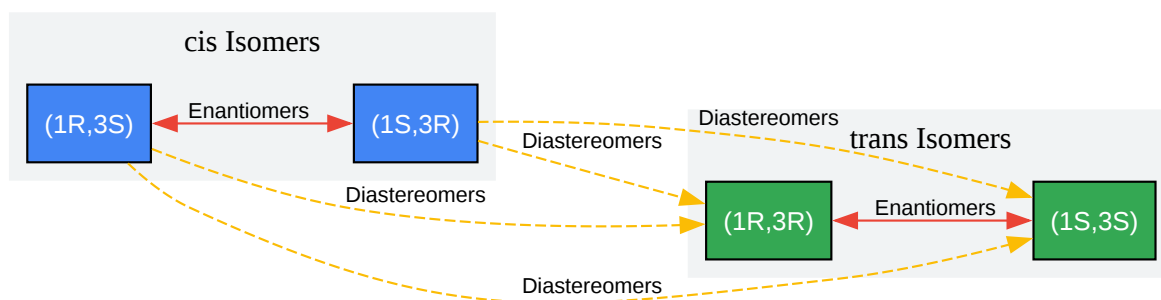 cis Isomers
(1R,3S)
Enantiomers
(1S,3R)
Diastereomers
Diastereomers
trans Isomers
Diastereomers
(1R,3R)
Enantiomers
(1S,3S)
Diastereomers